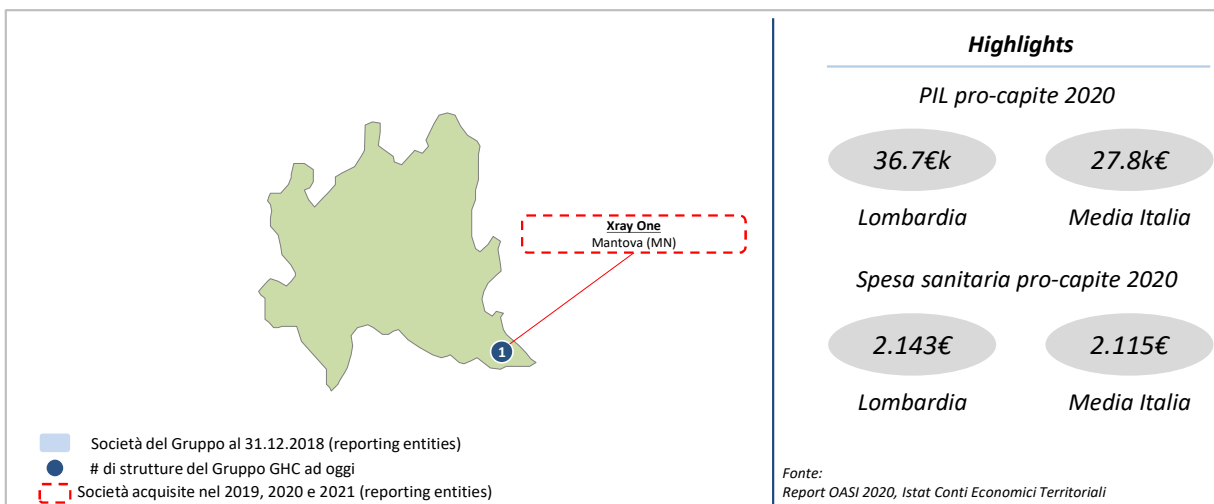 Xray One
Mantova (MN)
1
Società del Gruppo al 31.12.2018 (reporting entities)
# di strutture del Gruppo GHC ad oggi
Società acquisite nel 2019, 2020 e 2021 (reporting entities)
Highlights
PIL pro-capite 2020
36.7€k 27.8k€
Lombardia Media Italia
Spesa sanitaria pro-capite 2020
2.143€ 2.115€
Lombardia Media Italia
Fonte:
Report OASI 2020, Istat Conti Economici Territoriali